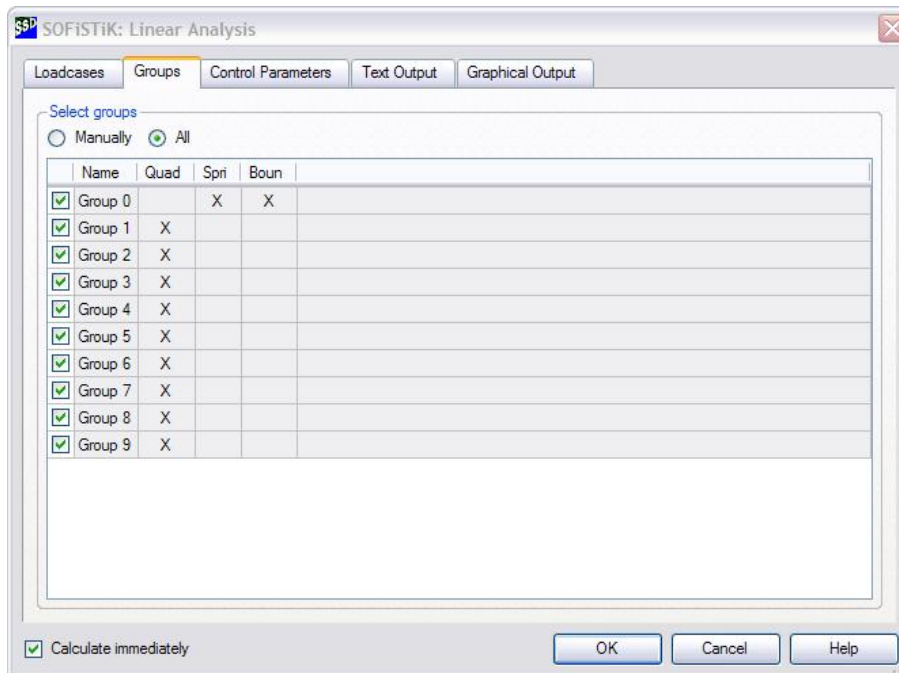 SSD SOFiSTiK: Linear Analysis
Loadcases Groups Control Parameters Text Output Graphical Output
Select groups
Manually All
Name Quad Spri Boun
Group 0 X X
Group 1 X
Group 2 X
Group 3 X
Group 4 X
Group 5 X
Group 6 X
Group 7 X
Group 8 X
Group 9 X
Calculate immediately OK Cancel Help